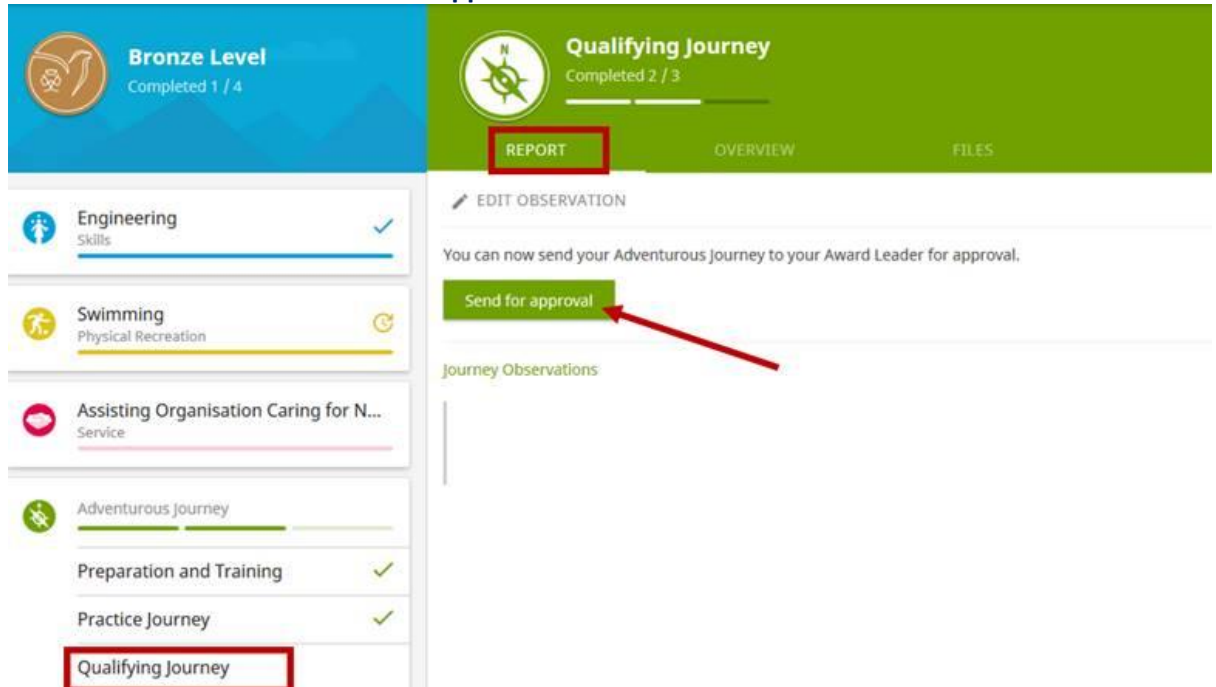 Bronze Level
Completed 1 / 4
Engineering
Skills
Swimming
Physical Recreation
Assisting Organisation Caring for N...
Service
Adventurous Journey
Preparation and Training
Practice Journey
Qualifying Journey
N
Qualifying Journey
Completed 2 / 3
REPORT
OVERVIEW
FILES
EDIT OBSERVATION
You can now send your Adventurous Journey to your Award Leader for approval.
Send for approval
Journey Observations